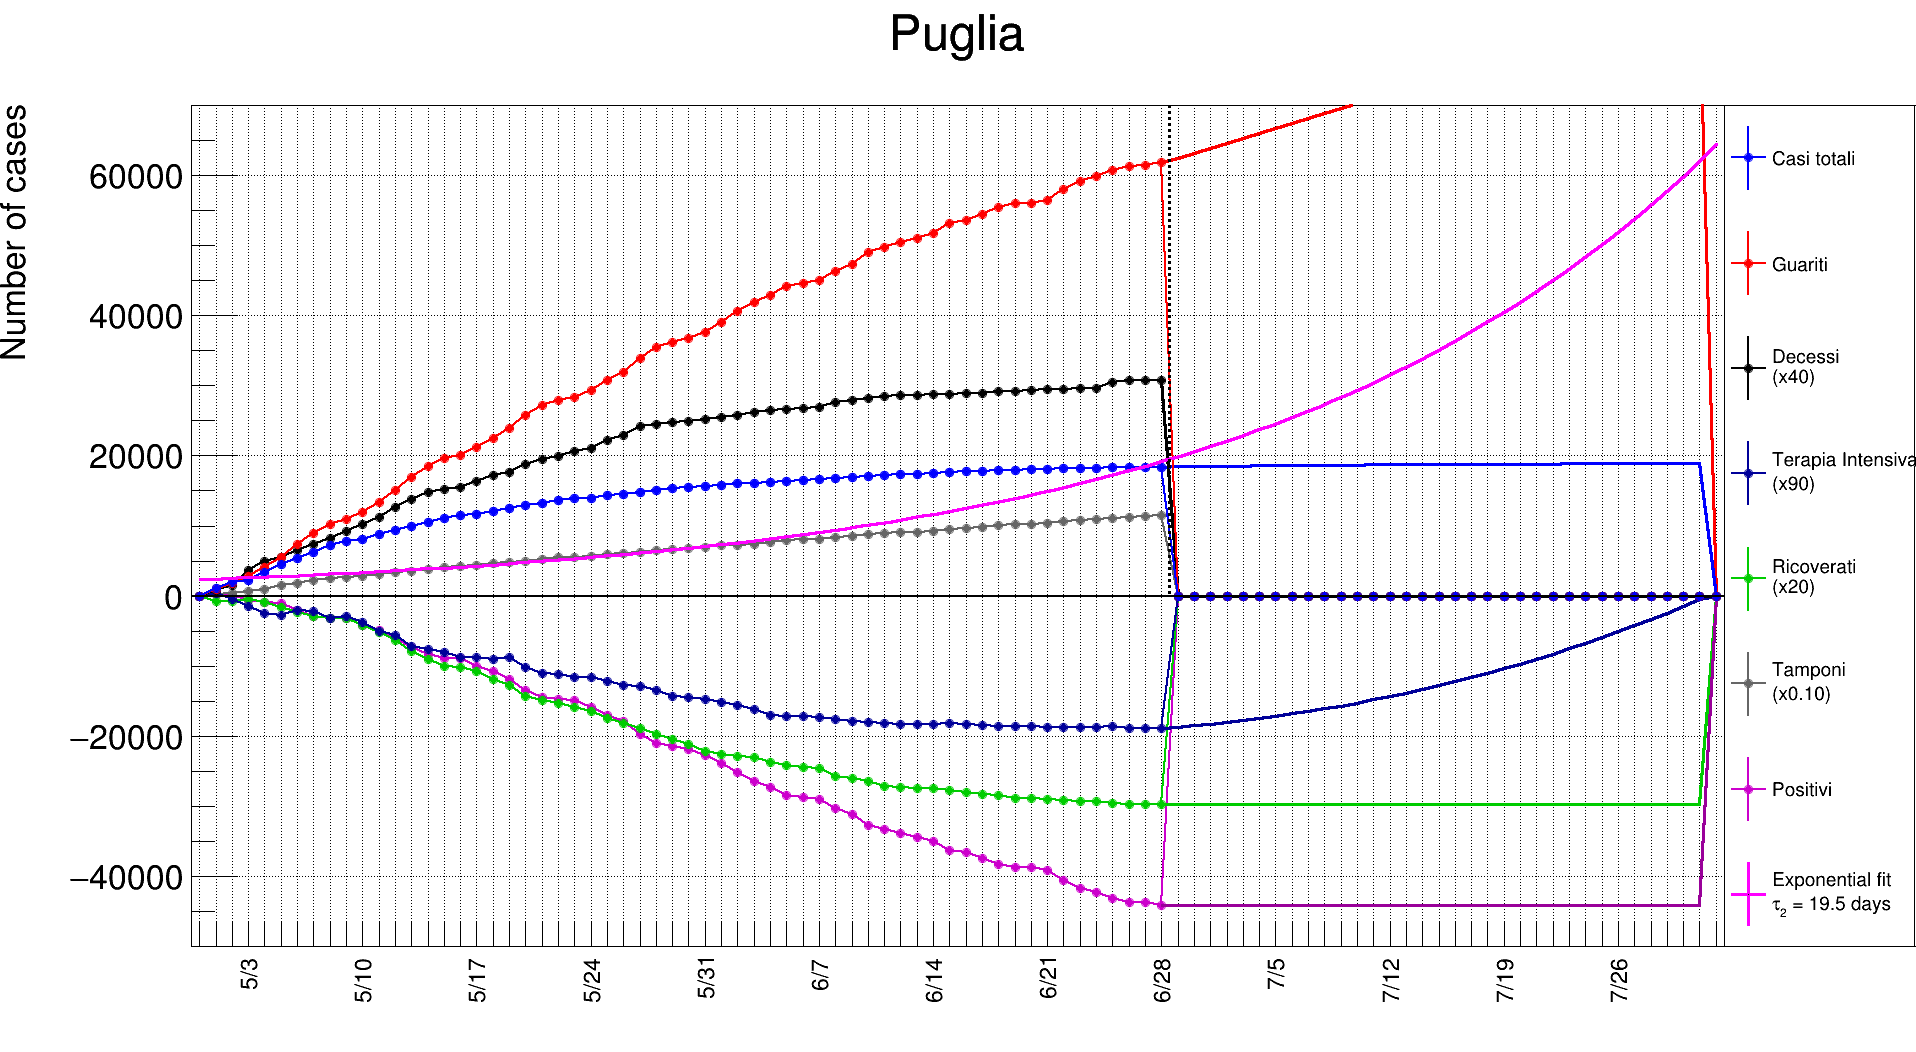 Puglia
Number of cases
60000
40000
20000
0
−20000
−40000
5/3
5/10
5/17
5/24
5/31
6/7
6/14
6/21
6/28
7/5
7/12
7/19
7/26
Casi totali
Guariti
Decessi
(x40)
Terapia Intensiva
(x90)
Ricoverati
(x20)
Tamponi
(x0.10)
Positivi
Exponential fit
τ2 = 19.5 days